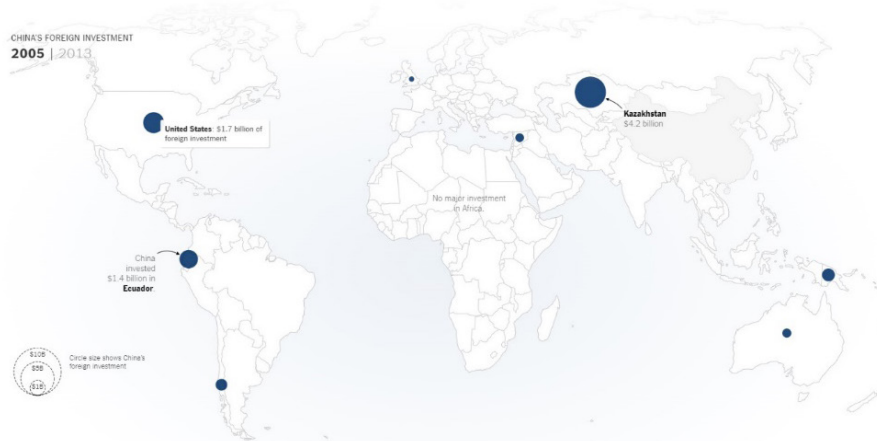 CHINA'S FOREIGN INVESTMENT
2005 | 2013
United States $1.7 billion of
foreign investment
Kazakhstan
$4.2 billion
No major investment
in Africa.
China
invested
$1.4 billion in
Ecuador.
$10B
$5B
$1B
Circle size shows China's
foreign investment